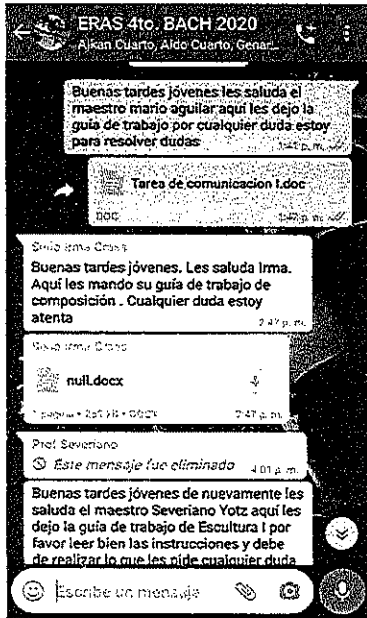 ERAS 4to. BACH 2020
Ajkan Cuarto, Aldo Cuarto, Genar...
Buenas tardes jóvenes les saluda el
maestro mario aguilar aquí les dejo la
guía de trabajo por cualquier duda estoy
para resolver dudas
p. m.
Tarea de comunicacion I.doc
DOC
p. m.
Irma
Buenas tardes jóvenes. Les saluda Irma.
Aquí les mando su guía de trabajo de
composición . Cualquier duda estoy
atenta
2:47 p. m.
Irma
null.docx
1 página • DOCX
2:47 p. m.
Prof Severiano
Este mensaje fue eliminado
4:01 p. m.
Buenas tardes jóvenes de nuevamente les
saluda el maestro Severiano Yotz aquí les
dejo la guía de trabajo de Escultura I por
favor leer bien las instrucciones y debe
de realizar lo que les pide cualquier duda
Escribe un mensaje